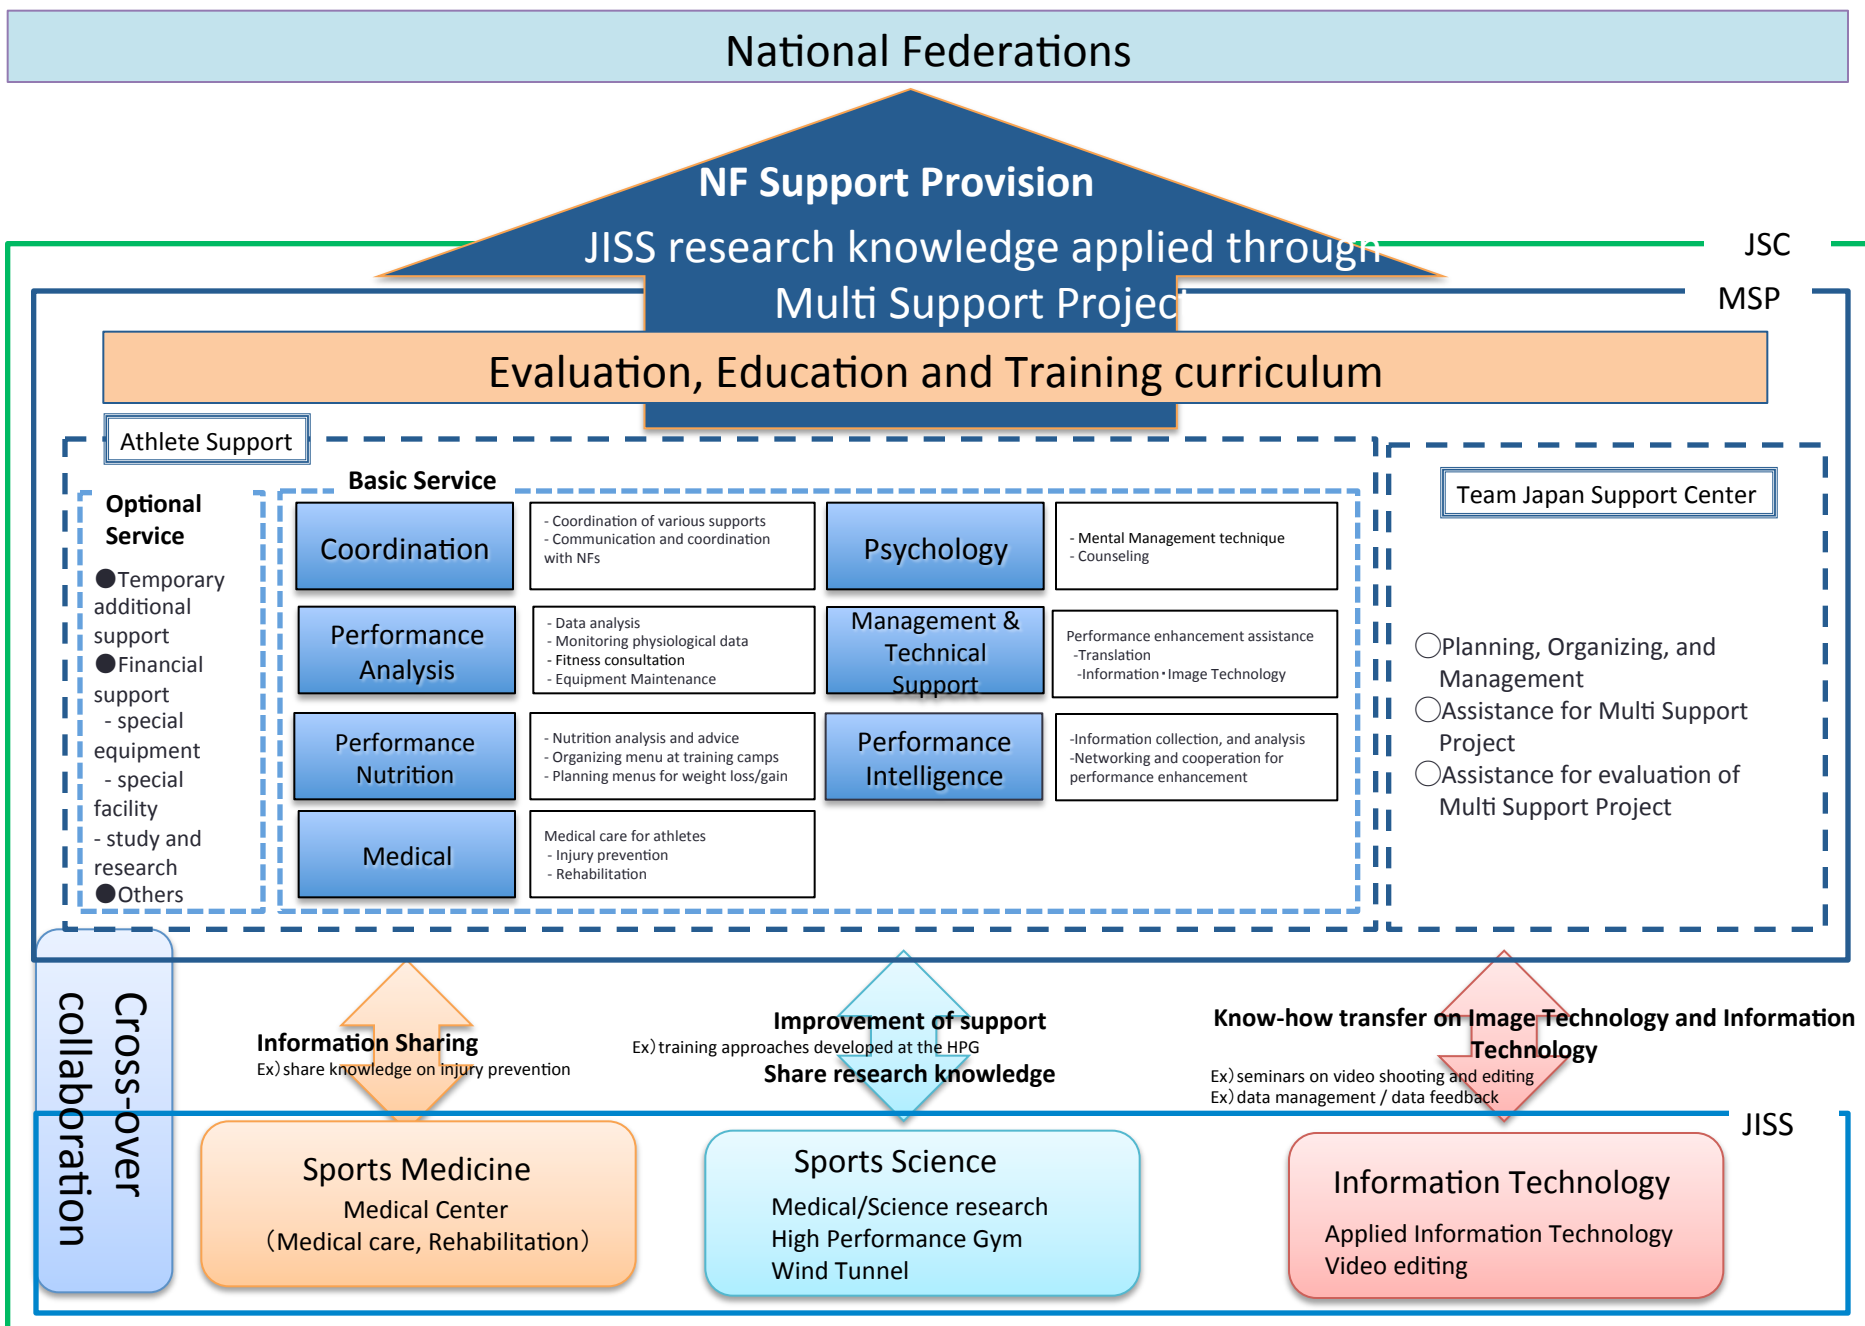 National Federations
NF Support Provision
JISS research knowledge applied through
Multi Support Project
JSC
MSP
Evaluation, Education and Training curriculum
Athlete Support
Optional
Service
●Temporary
additional
support
●Financial
support
- special
equipment
- special
facility
- study and
research
●Others
Basic Service
Coordination
- Coordination of various supports
- Communication and coordination
with NFs
Performance
Analysis
- Data analysis
- Monitoring physiological data
- Fitness consultation
- Equipment Maintenance
Performance
Nutrition
- Nutrition analysis and advice
- Organizing menu at training camps
- Planning menus for weight loss/gain
Medical
Medical care for athletes
- Injury prevention
- Rehabilitation
Psychology
- Mental Management technique
- Counseling
Management &
Technical
Support
Performance enhancement assistance
-Translation
-Information・Image Technology
Performance
Intelligence
-Information collection, and analysis
-Networking and cooperation for
performance enhancement
Team Japan Support Center
○Planning, Organizing, and
Management
○Assistance for Multi Support
Project
○Assistance for evaluation of
Multi Support Project
Cross-over
collaboration
Information Sharing
Ex）share knowledge on injury prevention
Improvement of support
Ex）training approaches developed at the HPG
Share research knowledge
Know-how transfer on Image Technology and Information
Technology
Ex）seminars on video shooting and editing
Ex）data management / data feedback
JISS
Sports Medicine
Medical Center
（Medical care, Rehabilitation）
Sports Science
Medical/Science research
High Performance Gym
Wind Tunnel
Information Technology
Applied Information Technology
Video editing